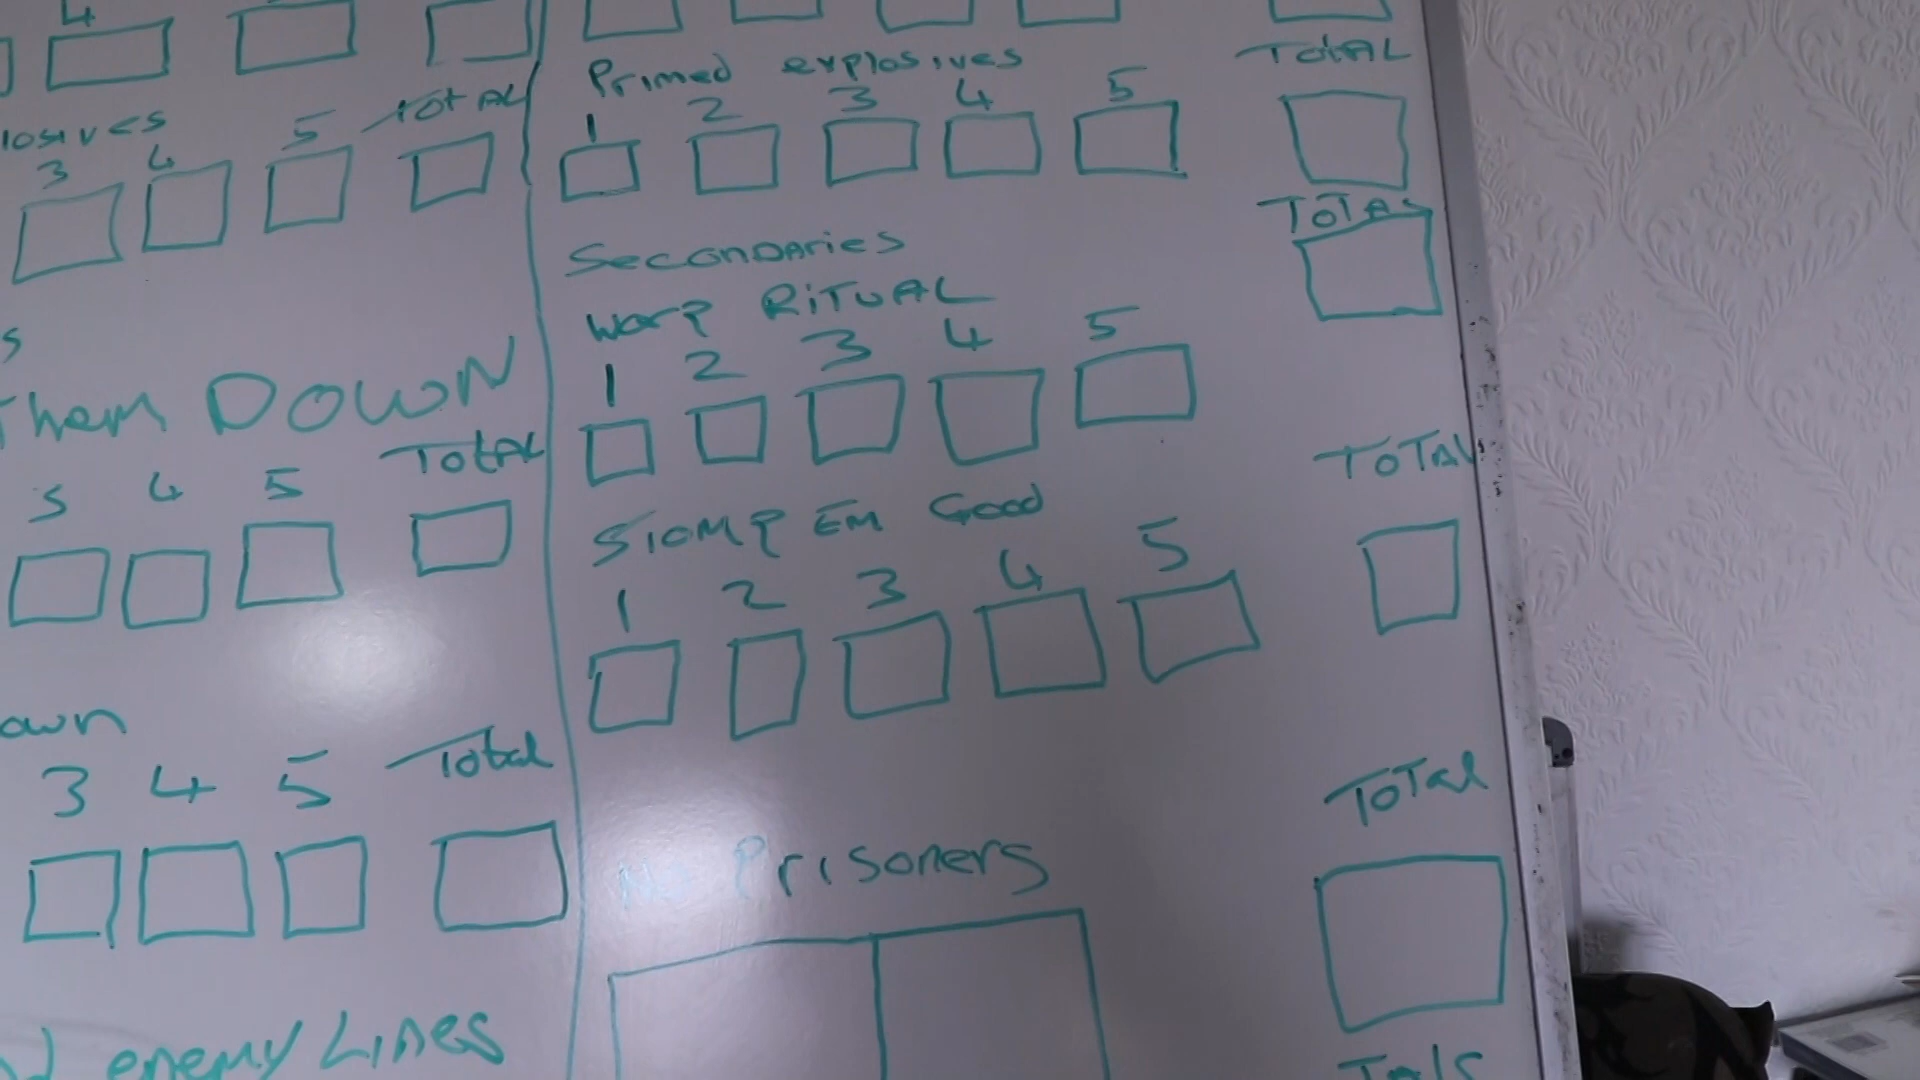 4
losives
3 4 5 Total
s
Them DOWN
3 4 5 Total
own
3 4 5 Total
enemy Lines
Primed explosives TotAL
1 2 3 4 5
Secondaries TOTAL
Warp RiTUAL
1 2 3 4 5
STOMP EM Good TOTAL
1 2 3 4 5
No Prisoners Total